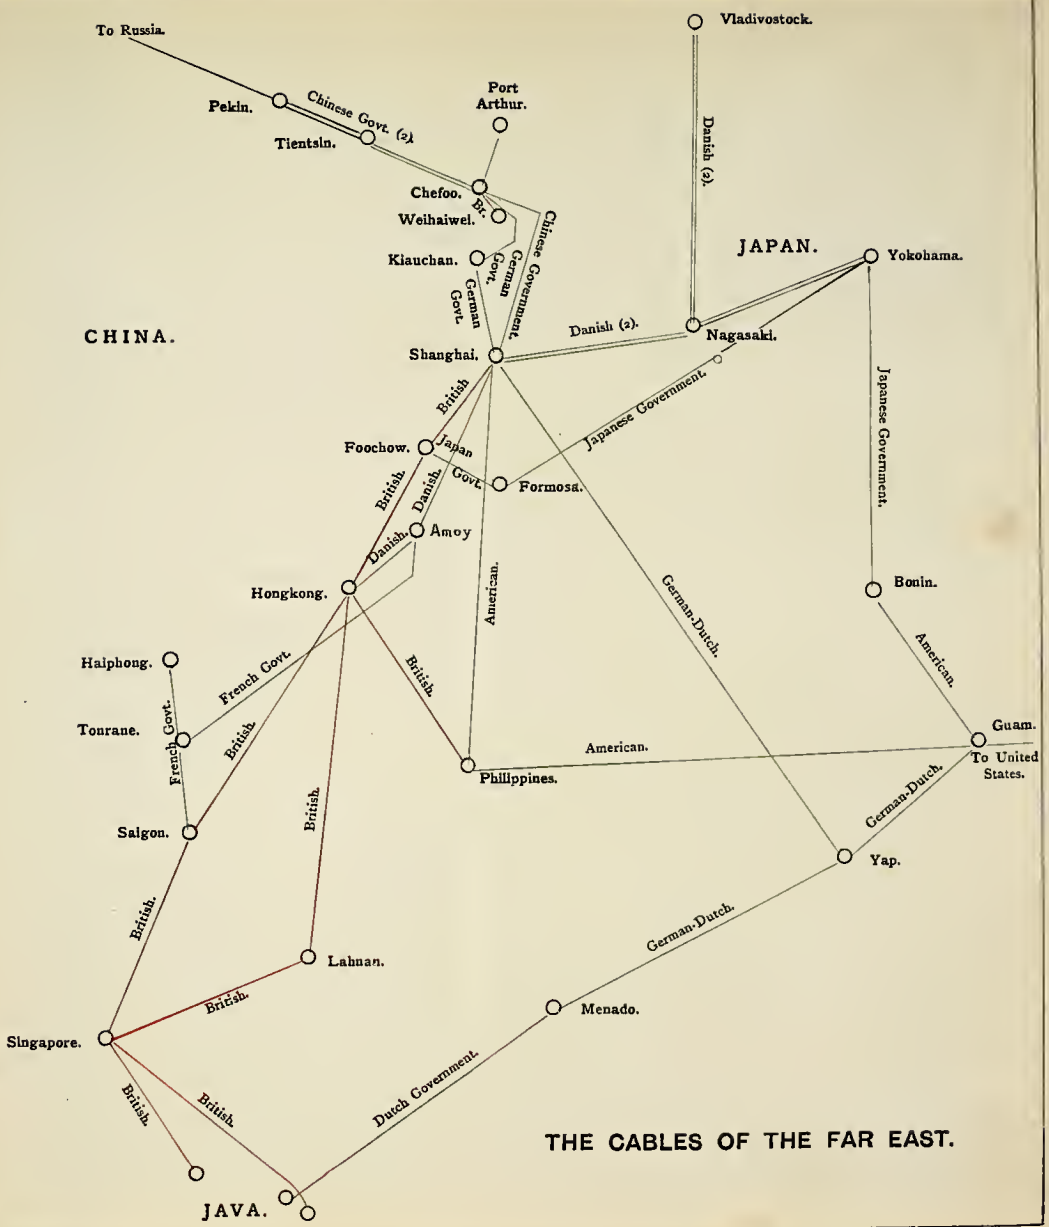 Vladivostock.
To Russia.
Port
Arthur.
Pekin.
Chinese Govt. (2).
Tientsin.
Danish (2).
Chefoo.
Br.
Weihaiwei.
Chinese Government.
JAPAN.
Kiauchan.
German
Govt.
Yokohama.
German
Govt.
CHINA.
Danish (2).
Nagasaki.
Shanghai.
British
Japanese Government.
Japanese Government.
Foochow.
Japan
Govt.
British.
Danish.
Formosa.
Amoy
Danish.
Hongkong.
American.
Bonin.
German-Dutch.
American.
Haiphong.
French Govt.
British.
Tonrane.
French Govt.
British.
Guam.
American.
To United
States.
Philippines.
British.
German-Dutch.
Saigon.
Yap.
British.
German-Dutch.
Labuan.
British.
Menado.
Singapore.
British.
British.
Dutch Government.
THE CABLES OF THE FAR EAST.
JAVA.